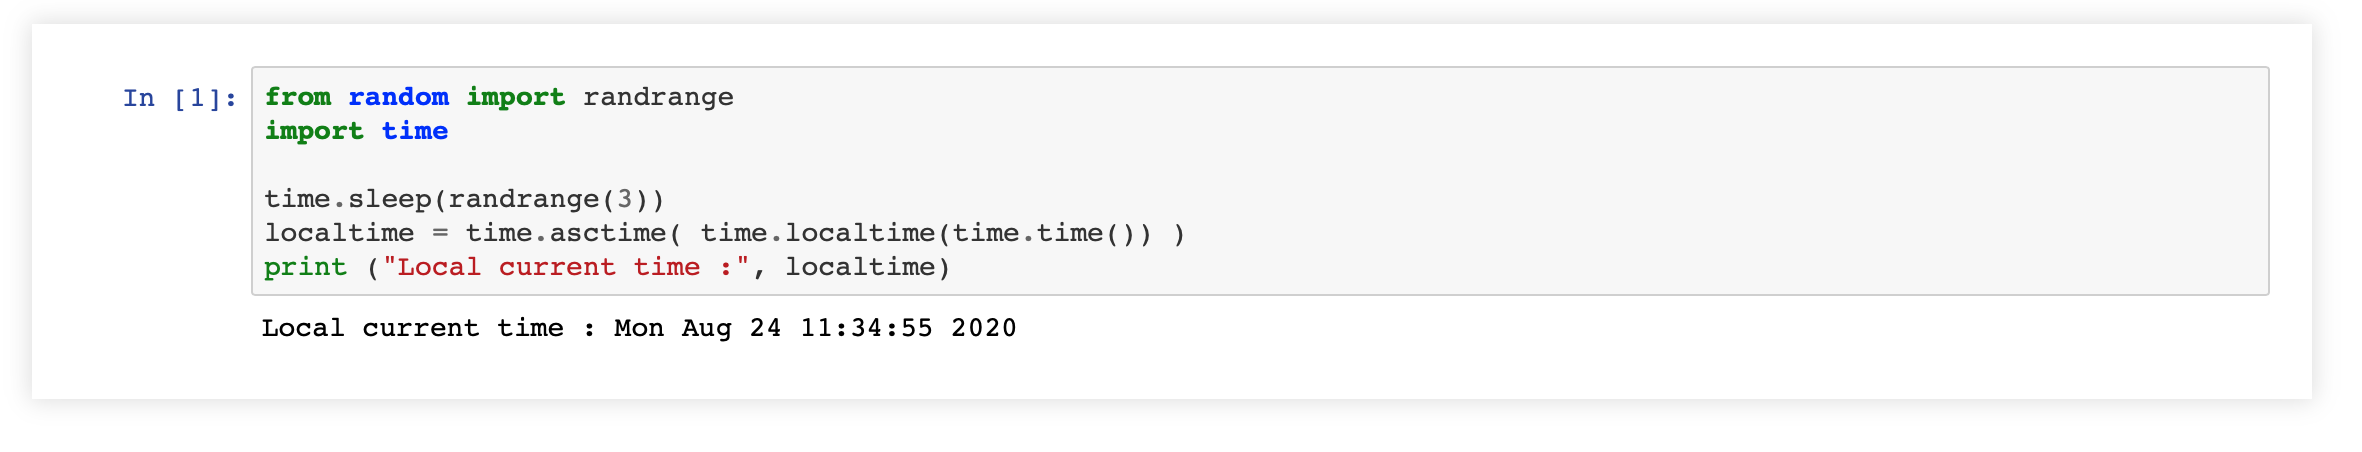 In [1]: from random import randrange
import time
time.sleep(randrange(3))
localtime = time.asctime( time.localtime(time.time()) )
print ("Local current time :", localtime)
Local current time : Mon Aug 24 11:34:55 2020